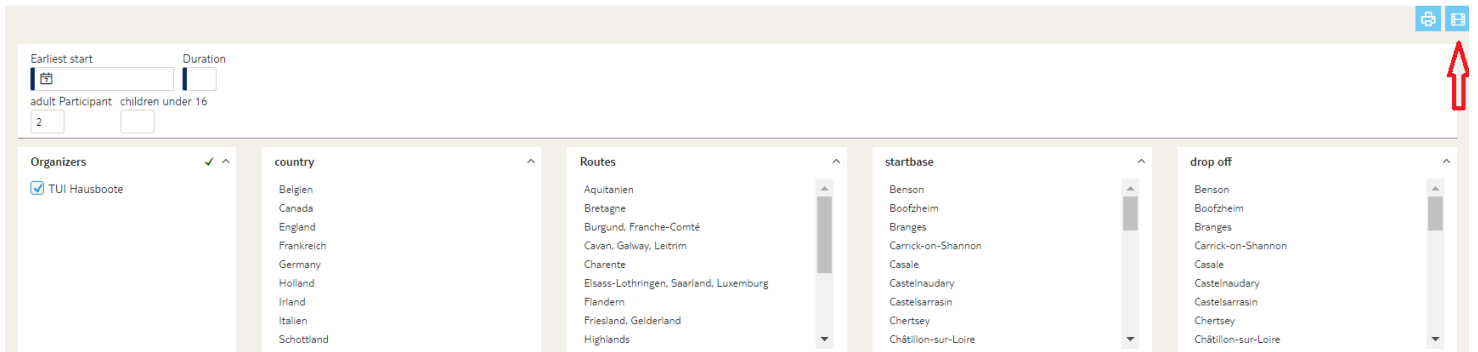 Earliest start Duration
adult Participant children under 16
2
Organizers
TUI Hausboote
country
Belgien
Canada
England
Frankreich
Germany
Holland
Irland
Italien
Schottland
Routes
Aquitanien
Bretagne
Burgund, Franche-Comté
Cavan, Galway, Leitrim
Charente
Elsass-Lothringen, Saarland, Luxemburg
Flandern
Friesland, Gelderland
Highlands
startbase
Benson
Boofzheim
Branges
Carrick-on-Shannon
Casale
Castelnaudary
Castelsarrasin
Chertsey
Châtillon-sur-Loire
drop off
Benson
Boofzheim
Branges
Carrick-on-Shannon
Casale
Castelnaudary
Castelsarrasin
Chertsey
Châtillon-sur-Loire